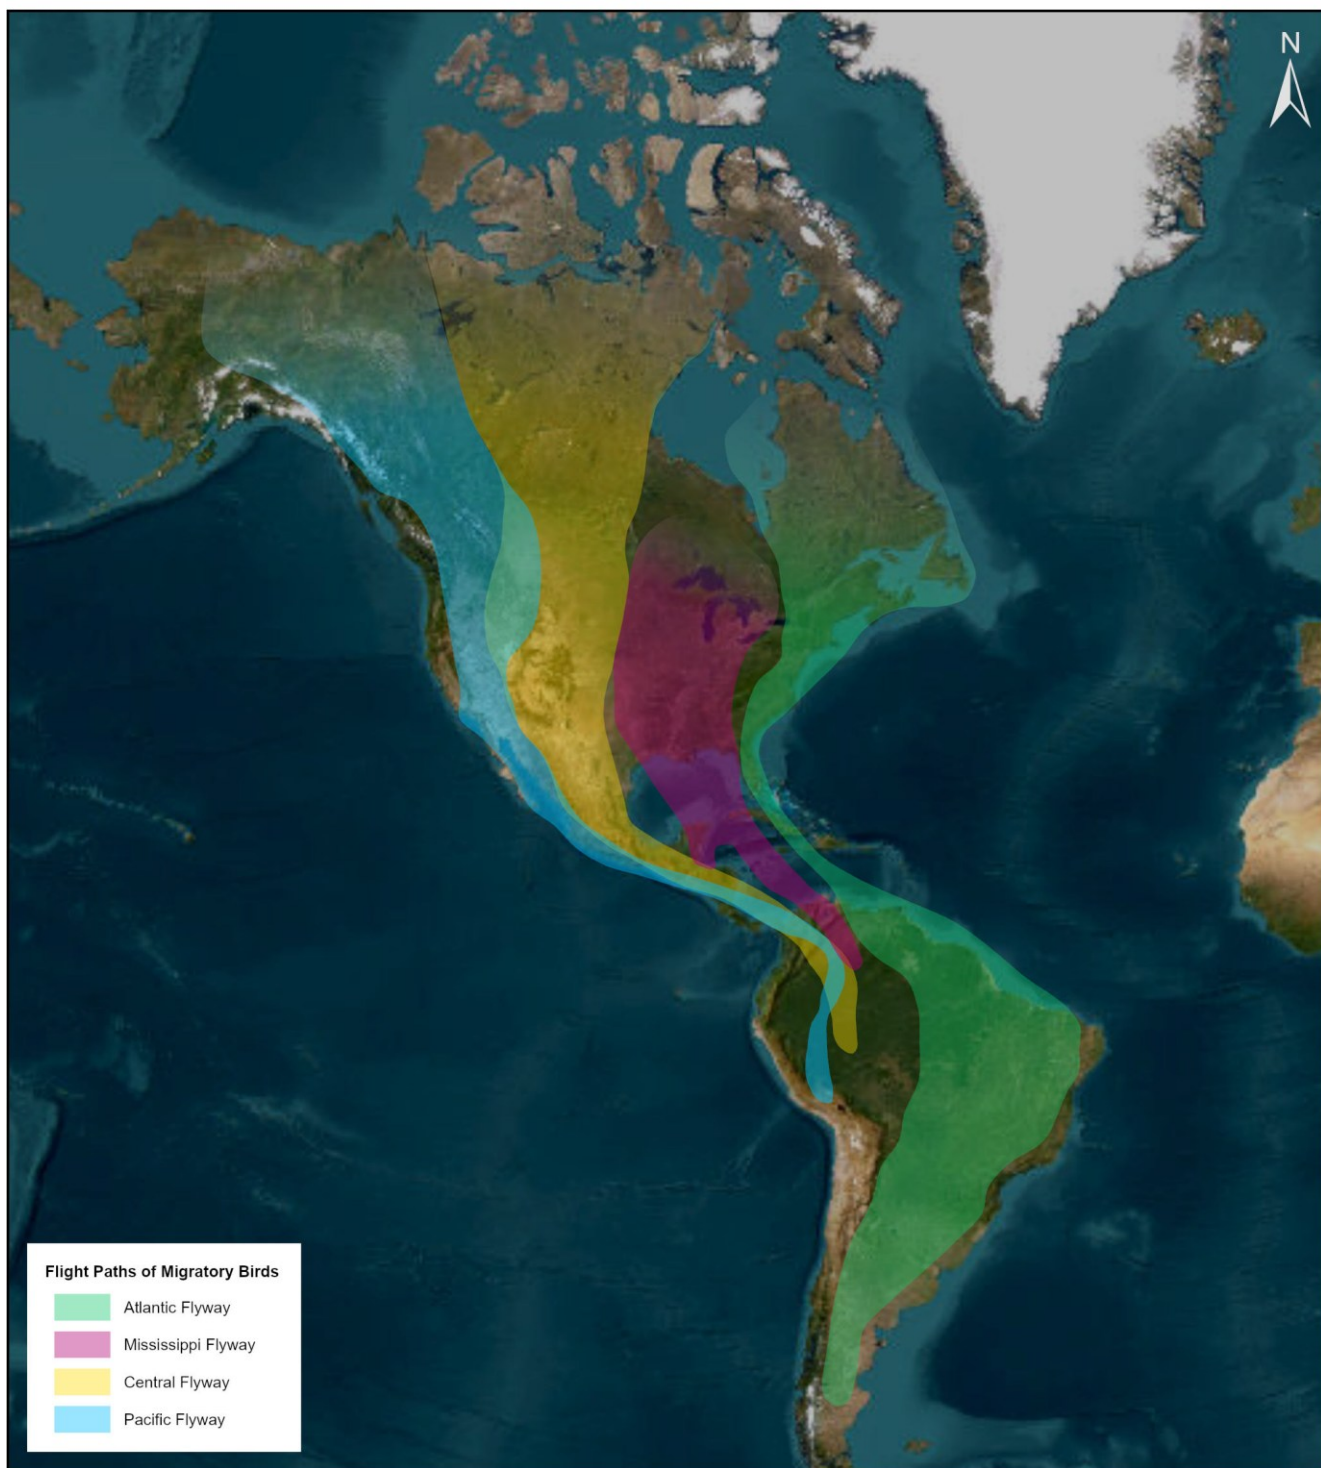 N
Flight Paths of Migratory Birds
Atlantic Flyway
Mississippi Flyway
Central Flyway
Pacific Flyway